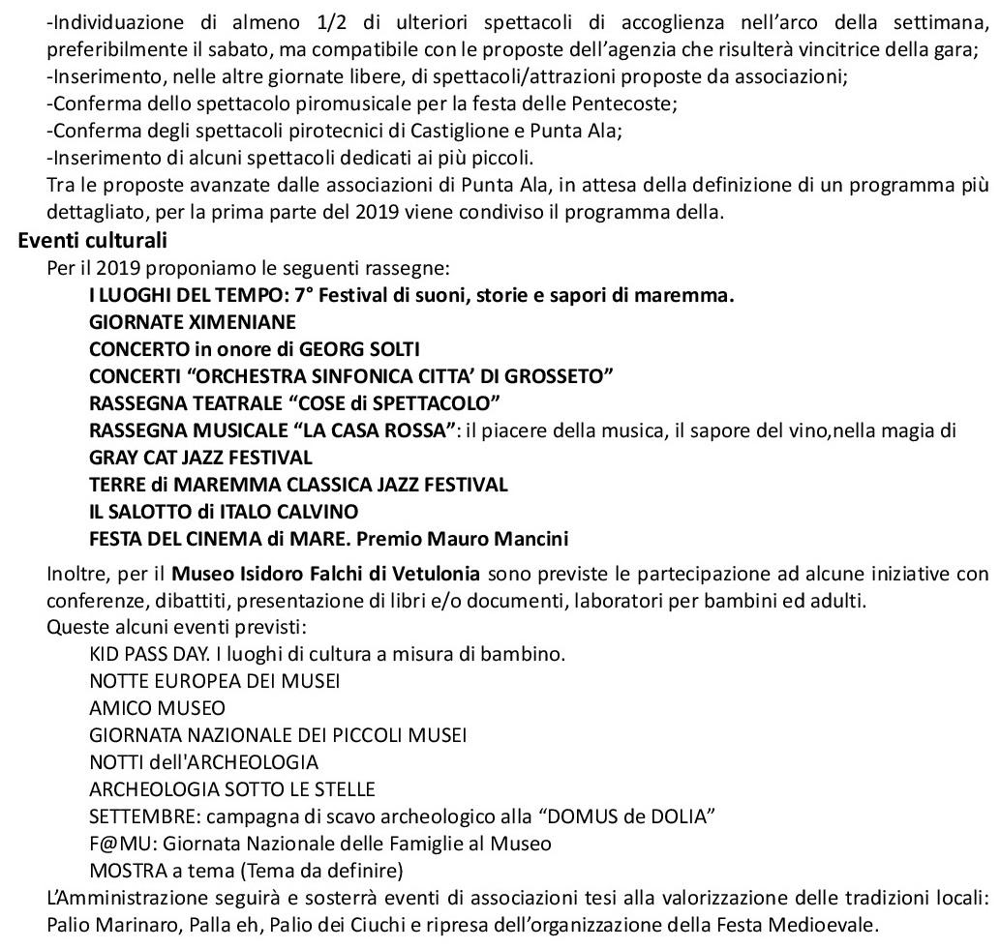 -Individuazione di almeno 1/2 di ulteriori spettacoli di accoglienza nell’arco della settimana,
preferibilmente il sabato, ma compatibile con le proposte dell’agenzia che risulterà vincitrice della gara;
-Inserimento, nelle altre giornate libere, di spettacoli/attrazioni proposte da associazioni;
-Conferma dello spettacolo piromusicale per la festa delle Pentecoste;
-Conferma degli spettacoli pirotecnici di Castiglione e Punta Ala;
-Inserimento di alcuni spettacoli dedicati ai più piccoli.
Tra le proposte avanzate dalle associazioni di Punta Ala, in attesa della definizione di un programma più
dettagliato, per la prima parte del 2019 viene condiviso il programma della.
Eventi culturali
Per il 2019 proponiamo le seguenti rassegne:
I LUOGHI DEL TEMPO: 7° Festival di suoni, storie e sapori di maremma.
GIORNATE XIMENIANE
CONCERTO in onore di GEORG SOLTI
CONCERTI “ORCHESTRA SINFONICA CITTA’ DI GROSSETO”
RASSEGNA TEATRALE “COSE di SPETTACOLO”
RASSEGNA MUSICALE “LA CASA ROSSA”: il piacere della musica, il sapore del vino,nella magia di
GRAY CAT JAZZ FESTIVAL
TERRE di MAREMMA CLASSICA JAZZ FESTIVAL
IL SALOTTO di ITALO CALVINO
FESTA DEL CINEMA di MARE. Premio Mauro Mancini
Inoltre, per il Museo Isidoro Falchi di Vetulonia sono previste le partecipazione ad alcune iniziative con
conferenze, dibattiti, presentazione di libri e/o documenti, laboratori per bambini ed adulti.
Queste alcuni eventi previsti:
KID PASS DAY. I luoghi di cultura a misura di bambino.
NOTTE EUROPEA DEI MUSEI
AMICO MUSEO
GIORNATA NAZIONALE DEI PICCOLI MUSEI
NOTTI dell'ARCHEOLOGIA
ARCHEOLOGIA SOTTO LE STELLE
SETTEMBRE: campagna di scavo archeologico alla “DOMUS de DOLIA”
F@MU: Giornata Nazionale delle Famiglie al Museo
MOSTRA a tema (Tema da definire)
L’Amministrazione seguirà e sosterrà eventi di associazioni tesi alla valorizzazione delle tradizioni locali:
Palio Marinaro, Palla eh, Palio dei Ciuchi e ripresa dell’organizzazione della Festa Medioevale.